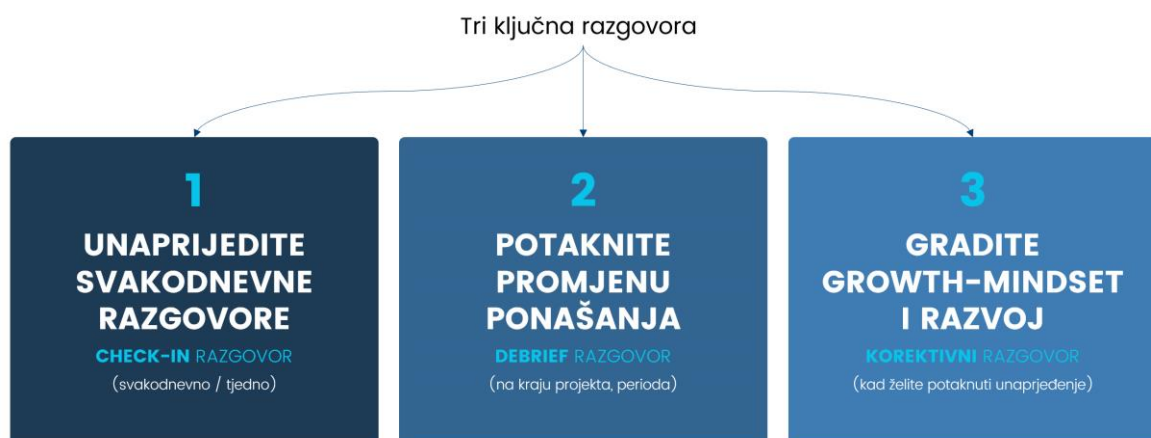 Tri ključna razgovora
1
UNAPRIJEDITE
SVAKODNEVNE
RAZGOVORE
CHECK-IN RAZGOVOR
(svakodnevno / tjedno)
2
POTAKNITE
PROMJENU
PONAŠANJA
DEBRIEF RAZGOVOR
(na kraju projekta, perioda)
3
GRADITE
GROWTH-MINDSET
I RAZVOJ
KOREKTIVNI RAZGOVOR
(kad želite potaknuti unaprjeđenje)